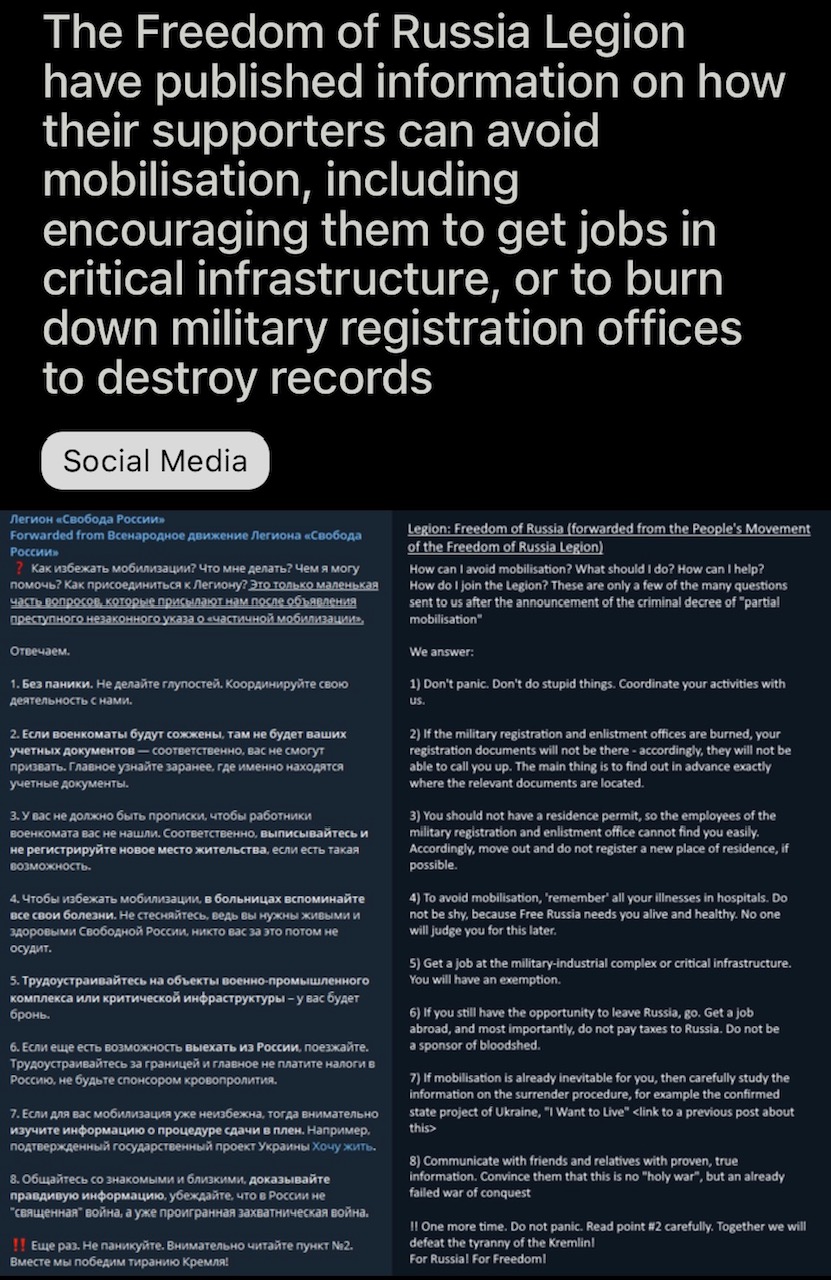 The Freedom of Russia Legion
have published information on how
their supporters can avoid
mobilisation, including
encouraging them to get jobs in
critical infrastructure, or to burn
down military registration offices
to destroy records
Social Media
Легион «Свобода России»
Forwarded from Всенародное движение Легиона «Свобода
России»
❓ Как избежать мобилизации? Что мне делать? Чем я могу
помочь? Как присоединиться к Легиону? Это только маленькая
часть вопросов, которые присылают нам после объявления
преступного незаконного указа о «частичной мобилизации».
Отвечаем.
1. Без паники. Не делайте глупостей. Координируйте свою
деятельность с нами.
2. Если военкоматы будут сожжены, там не будет ваших
учетных документов — соответственно, вас не смогут
призвать. Главное узнайте заранее, где именно находятся
учетные документы.
3. У вас не должно быть прописки, чтобы работники
военкомата вас не нашли. Соответственно, выписывайтесь и
не регистрируйте новое место жительства, если есть такая
возможность.
4. Чтобы избежать мобилизации, в больницах вспоминайте
все свои болезни. Не стесняйтесь, ведь вы нужны живыми и
здоровыми Свободной России, никто вас за это потом не
осудит.
5. Трудоустраивайтесь на объекты военно-промышленного
комплекса или критической инфраструктуры – у вас будет
бронь.
6. Если еще есть возможность выехать из России, поезжайте.
Трудоустраивайтесь за границей и главное не платите налоги в
Россию, не будьте спонсором кровопролития.
7. Если для вас мобилизация уже неизбежна, тогда внимательно
изучите информацию о процедуре сдачи в плен. Например,
подтвержденный государственный проект Украины Хочу жить.
8. Общайтесь со знакомыми и близкими, доказывайте
правдивую информацию, убеждайте, что в России не
"священная" война, а уже проигранная захватническая война.
‼️ Еще раз. Не паникуйте. Внимательно читайте пункт №2.
Вместе мы победим тиранию Кремля!
Legion: Freedom of Russia (forwarded from the People's Movement
of the Freedom of Russia Legion)
How can I avoid mobilisation? What should I do? How can I help?
How do I join the Legion? These are only a few of the many questions
sent to us after the announcement of the criminal decree of "partial
mobilisation"
We answer:
1) Don't panic. Don't do stupid things. Coordinate your activities with
us.
2) If the military registration and enlistment offices are burned, your
registration documents will not be there - accordingly, they will not be
able to call you up. The main thing is to find out in advance exactly
where the relevant documents are located.
3) You should not have a residence permit, so the employees of the
military registration and enlistment office cannot find you easily.
Accordingly, move out and do not register a new place of residence, if
possible.
4) To avoid mobilisation, 'remember' all your illnesses in hospitals. Do
not be shy, because Free Russia needs you alive and healthy. No one
will judge you for this later.
5) Get a job at the military-industrial complex or critical infrastructure.
You will have an exemption.
6) If you still have the opportunity to leave Russia, go. Get a job
abroad, and most importantly, do not pay taxes to Russia. Do not be
a sponsor of bloodshed.
7) If mobilisation is already inevitable for you, then carefully study the
information on the surrender procedure, for example the confirmed
state project of Ukraine, "I Want to Live" <link to a previous post about
this>
8) Communicate with friends and relatives with proven, true
information. Convince them that this is no "holy war", but an already
failed war of conquest
!! One more time. Do not panic. Read point #2 carefully. Together we will
defeat the tyranny of the Kremlin!
For Russia! For Freedom!